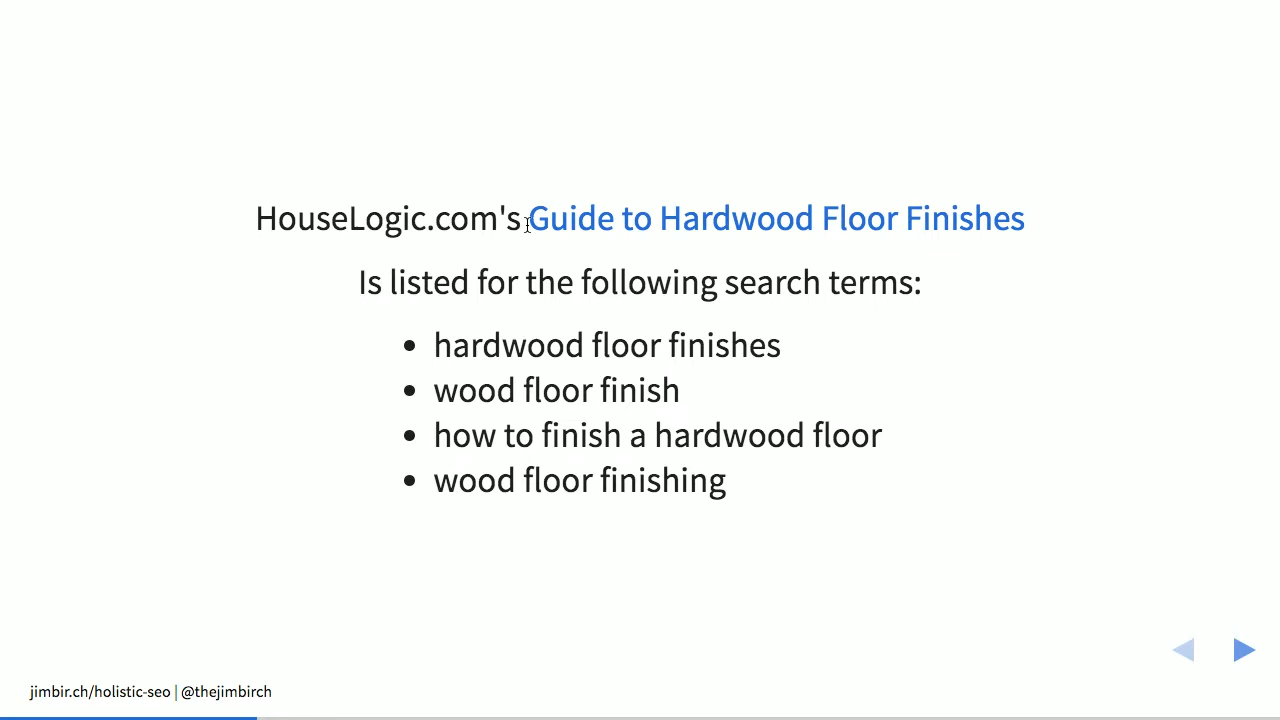 HouseLogic.com's Guide to Hardwood Floor Finishes
Is listed for the following search terms:
• hardwood floor finishes
• wood floor finish
• how to finish a hardwood floor
• wood floor finishing
jimbir.ch/holistic-seo | @thejimbirch